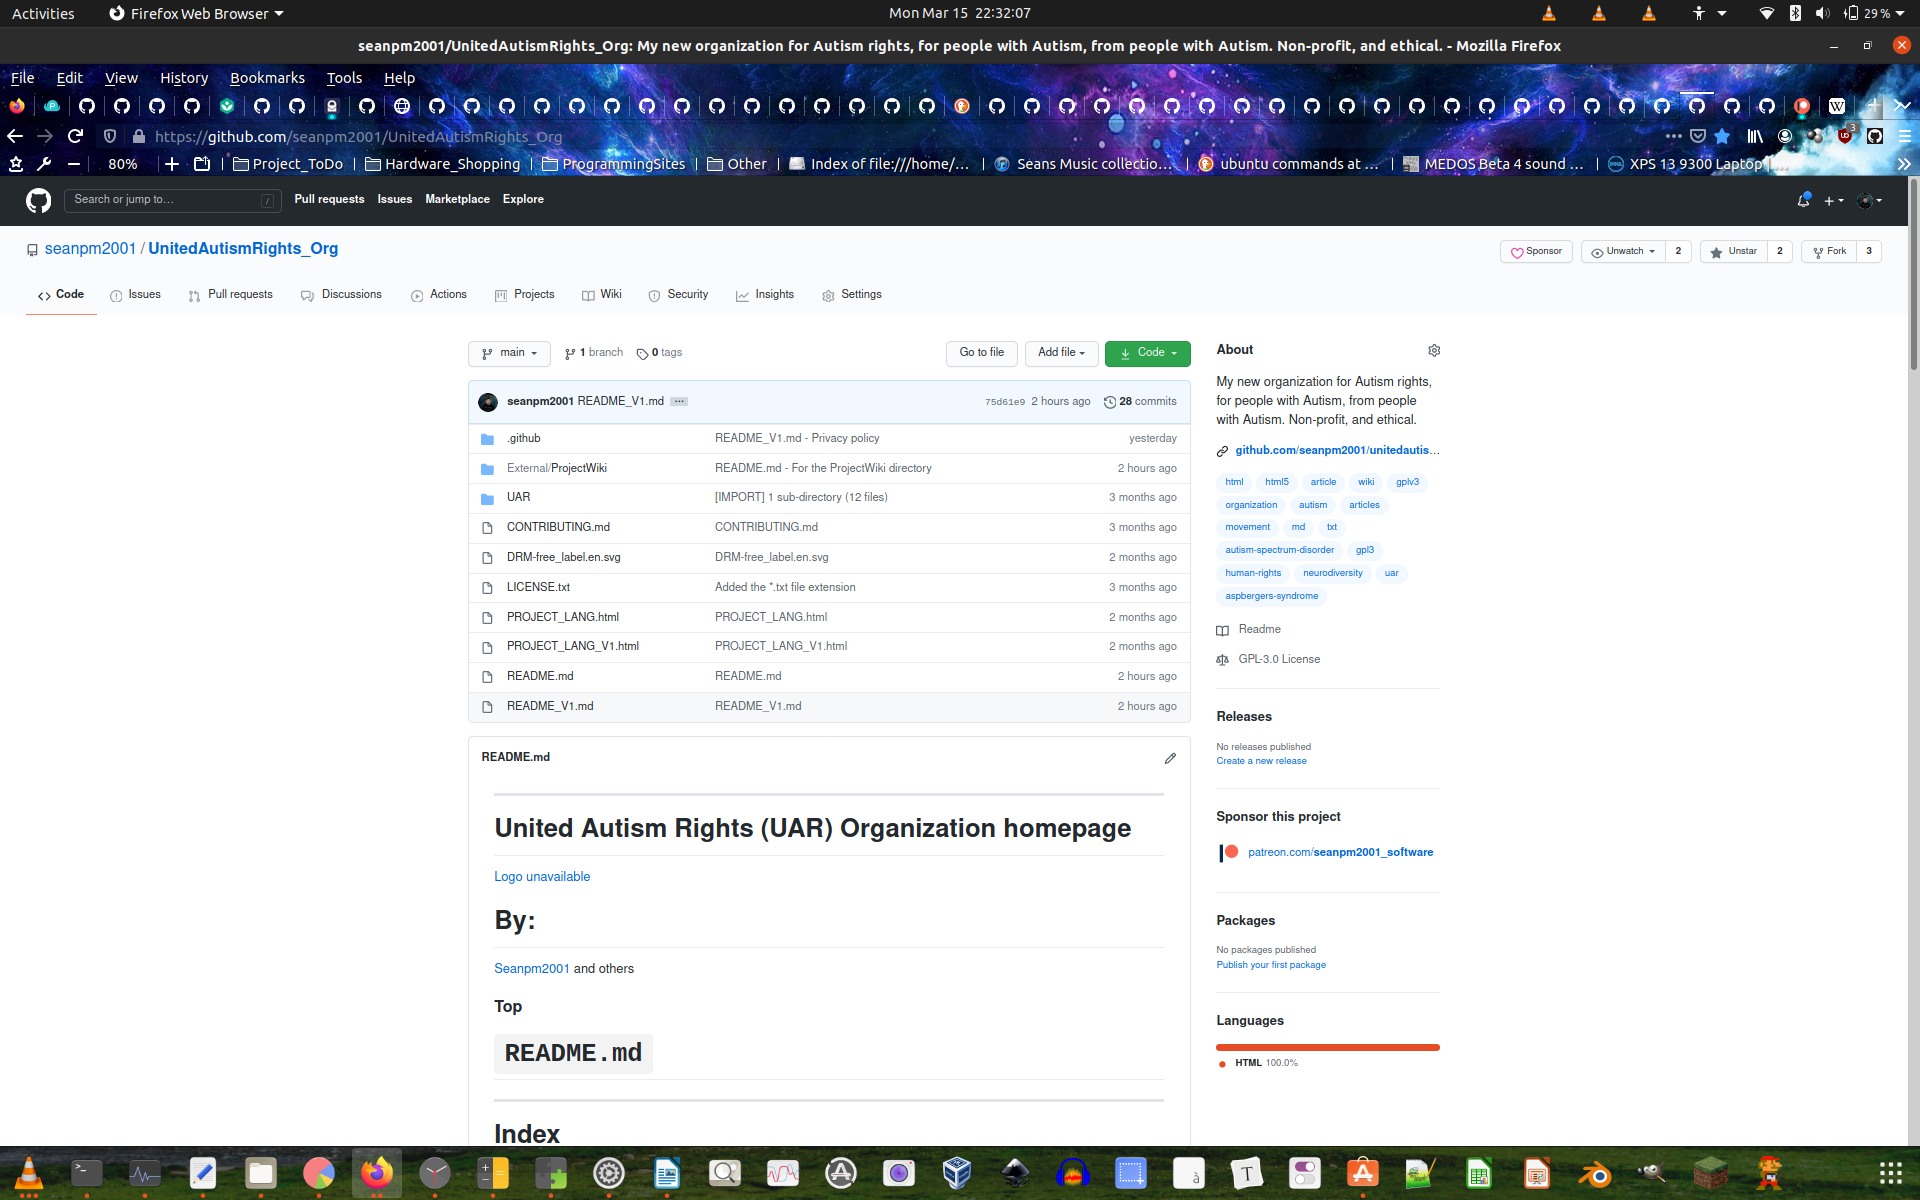 Activities Firefox Web Browser Mon Mar 15 22:32:07 29 %
seanpm2001/UnitedAutismRights_Org: My new organization for Autism rights, for people with Autism, from people with Autism. Non-profit, and ethical. - Mozilla Firefox
File Edit View History Bookmarks Tools Help
https://github.com/seanpm2001/UnitedAutismRights_Org 3
80% Project_ToDo Hardware_Shopping ProgrammingSites Other Index of file:///home/… Seans Music collectio… ubuntu commands at … MEDOS Beta 4 sound … XPS 13 9300 Laptop |…
Search or jump to… / Pull requests Issues Marketplace Explore
seanpm2001 / UnitedAutismRights_Org Sponsor Unwatch 2 Unstar 2 Fork 3
Code Issues Pull requests Discussions Actions Projects Wiki Security Insights Settings
main 1 branch 0 tags Go to file Add file Code
seanpm2001 README_V1.md ... 75d61e9 2 hours ago 28 commits
.github README_V1.md - Privacy policy yesterday
External/ProjectWiki README.md - For the ProjectWiki directory 2 hours ago
UAR [IMPORT] 1 sub-directory (12 files) 3 months ago
CONTRIBUTING.md CONTRIBUTING.md 3 months ago
DRM-free_label.en.svg DRM-free_label.en.svg 2 months ago
LICENSE.txt Added the *.txt file extension 3 months ago
PROJECT_LANG.html PROJECT_LANG.html 2 months ago
PROJECT_LANG_V1.html PROJECT_LANG_V1.html 2 months ago
README.md README.md 2 hours ago
README_V1.md README_V1.md 2 hours ago
README.md
United Autism Rights (UAR) Organization homepage
Logo unavailable
By:
Seanpm2001 and others
Top
README.md
Index
About
My new organization for Autism rights,
for people with Autism, from people
with Autism. Non-profit, and ethical.
github.com/seanpm2001/unitedautis…
html html5 article wiki gplv3
organization autism articles
movement md txt
autism-spectrum-disorder gpl3
human-rights neurodiversity uar
aspbergers-syndrome
Readme
GPL-3.0 License
Releases
No releases published
Create a new release
Sponsor this project
patreon.com/seanpm2001_software
Packages
No packages published
Publish your first package
Languages
HTML 100.0%